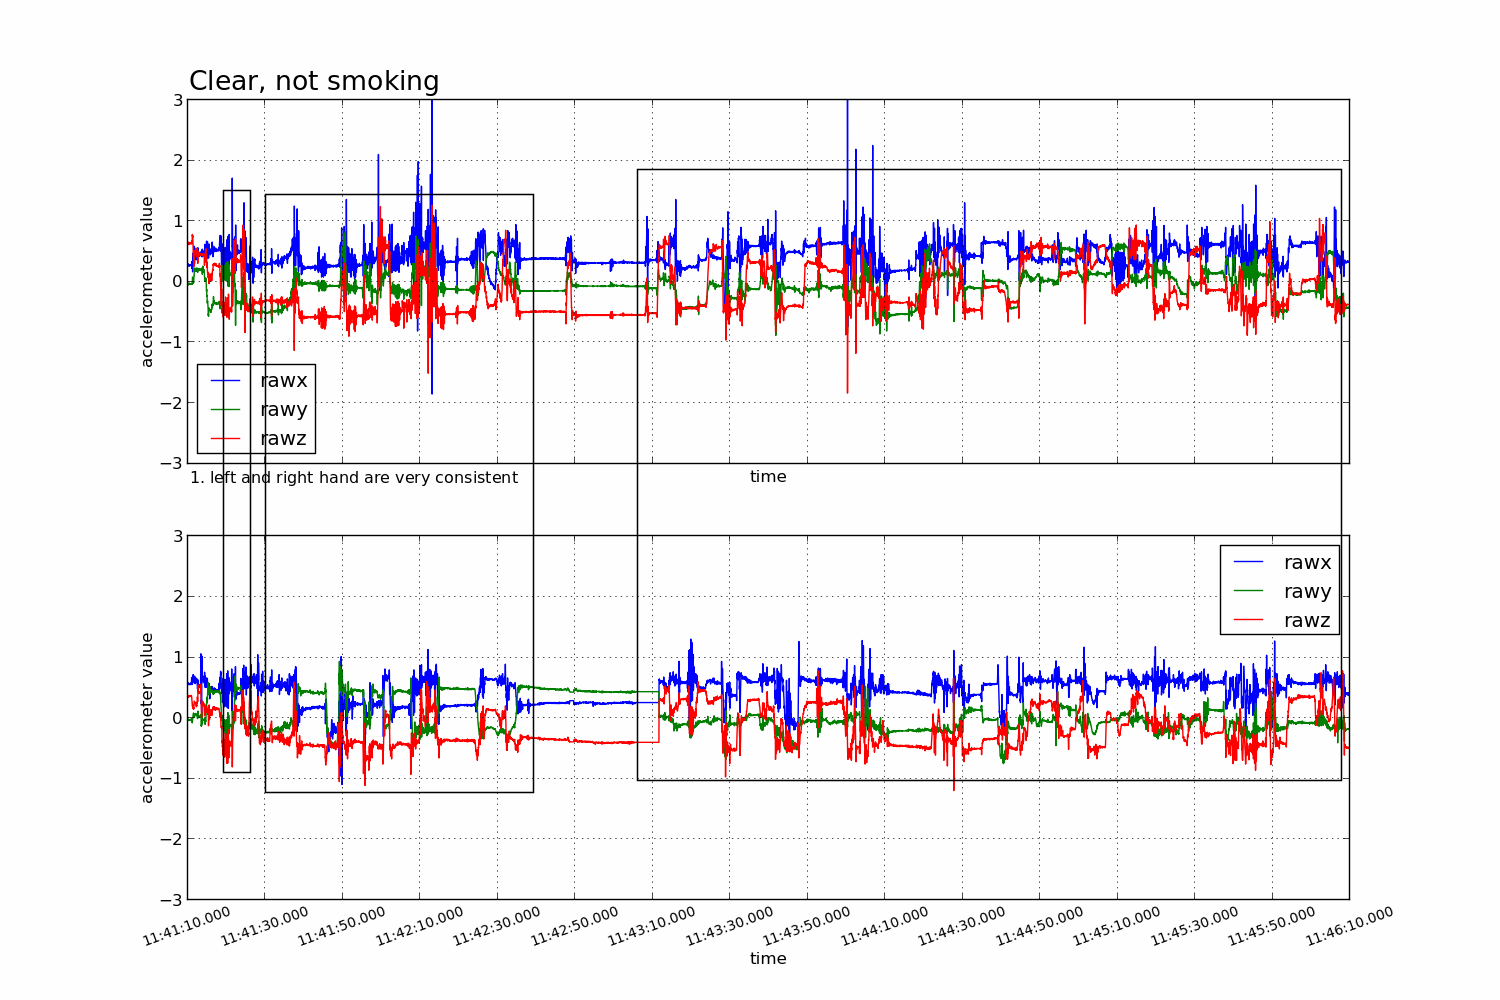 Clear, not smoking
3
2
1
0
−1
−2
−3
accelerometer value
rawx
rawy
rawz
1. left and right hand are very consistent
time
3
2
1
0
−1
−2
−3
accelerometer value
rawx
rawy
rawz
11:41:10.000
11:41:30.000
11:41:50.000
11:42:10.000
11:42:30.000
11:42:50.000
11:43:10.000
11:43:30.000
11:43:50.000
11:44:10.000
11:44:30.000
11:44:50.000
11:45:10.000
11:45:30.000
11:45:50.000
11:46:10.000
time